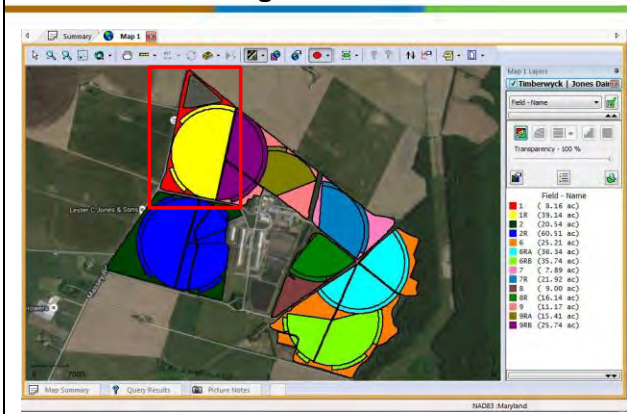 Summary
Map 1
Map 1 Layers
Timberwyck | Jones Dair
Field - Name
Transparency - 100 %
Field - Name
1 ( 8.16 ac)
1R (39.14 ac)
2 (20.54 ac)
2R (60.51 ac)
6 (25.21 ac)
6RA (36.34 ac)
6RB (35.74 ac)
7 ( 7.89 ac)
7R (21.92 ac)
8 ( 9.00 ac)
8R (16.14 ac)
9 (11.17 ac)
9RA (15.41 ac)
9RB (25.74 ac)
Lester C Jones & Sons
0 700ft
Map Summary
Query Results
Picture Notes
NAD83 :Maryland